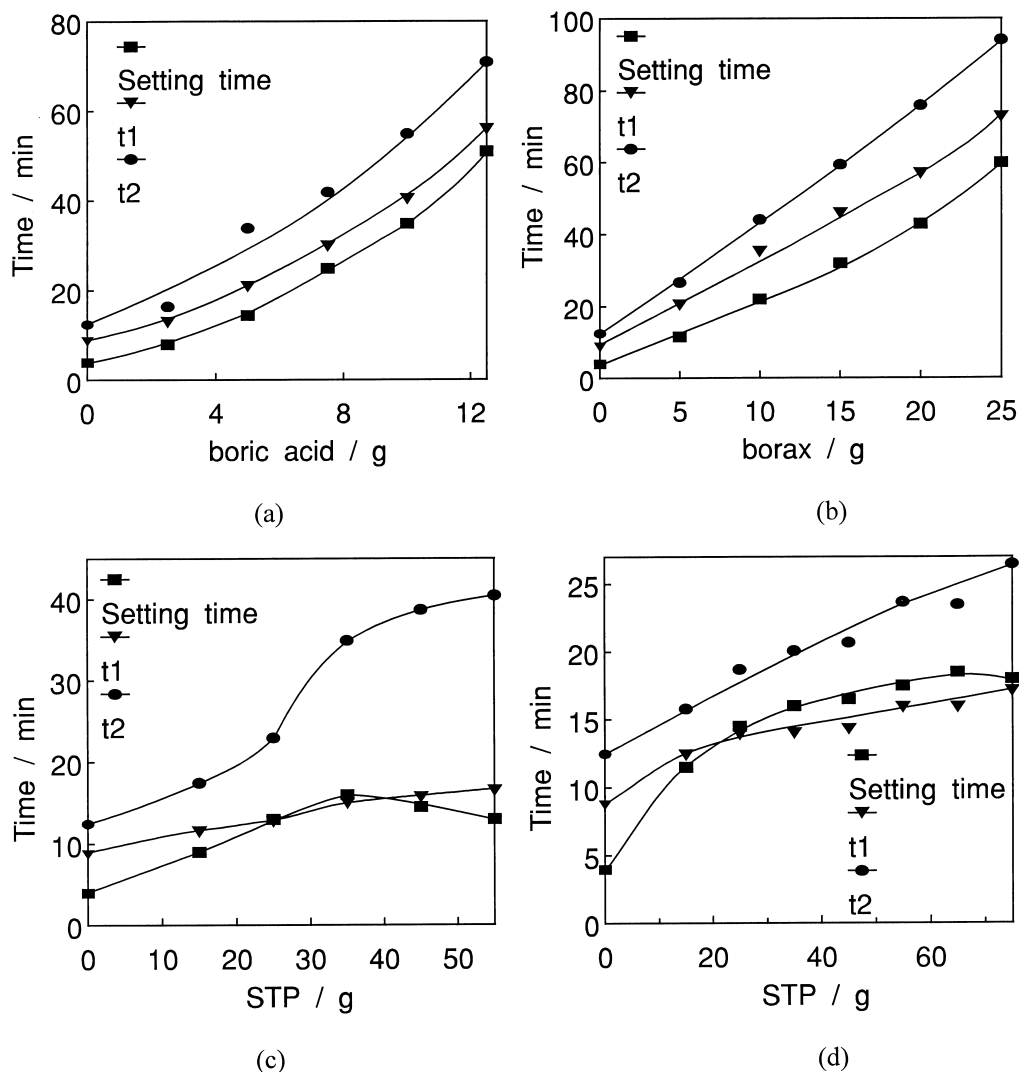 80
60
40
20
0
Time / min
Setting time
t1
t2
0 4 8 12
boric acid / g
(a)
100
80
60
40
20
0
Time / min
Setting time
t1
t2
0 5 10 15 20 25
borax / g
(b)
40
30
20
10
0
Time / min
Setting time
t1
t2
0 10 20 30 40 50
STP / g
(c)
25
20
15
10
5
0
Time / min
Setting time
t1
t2
0 20 40 60
STP / g
(d)